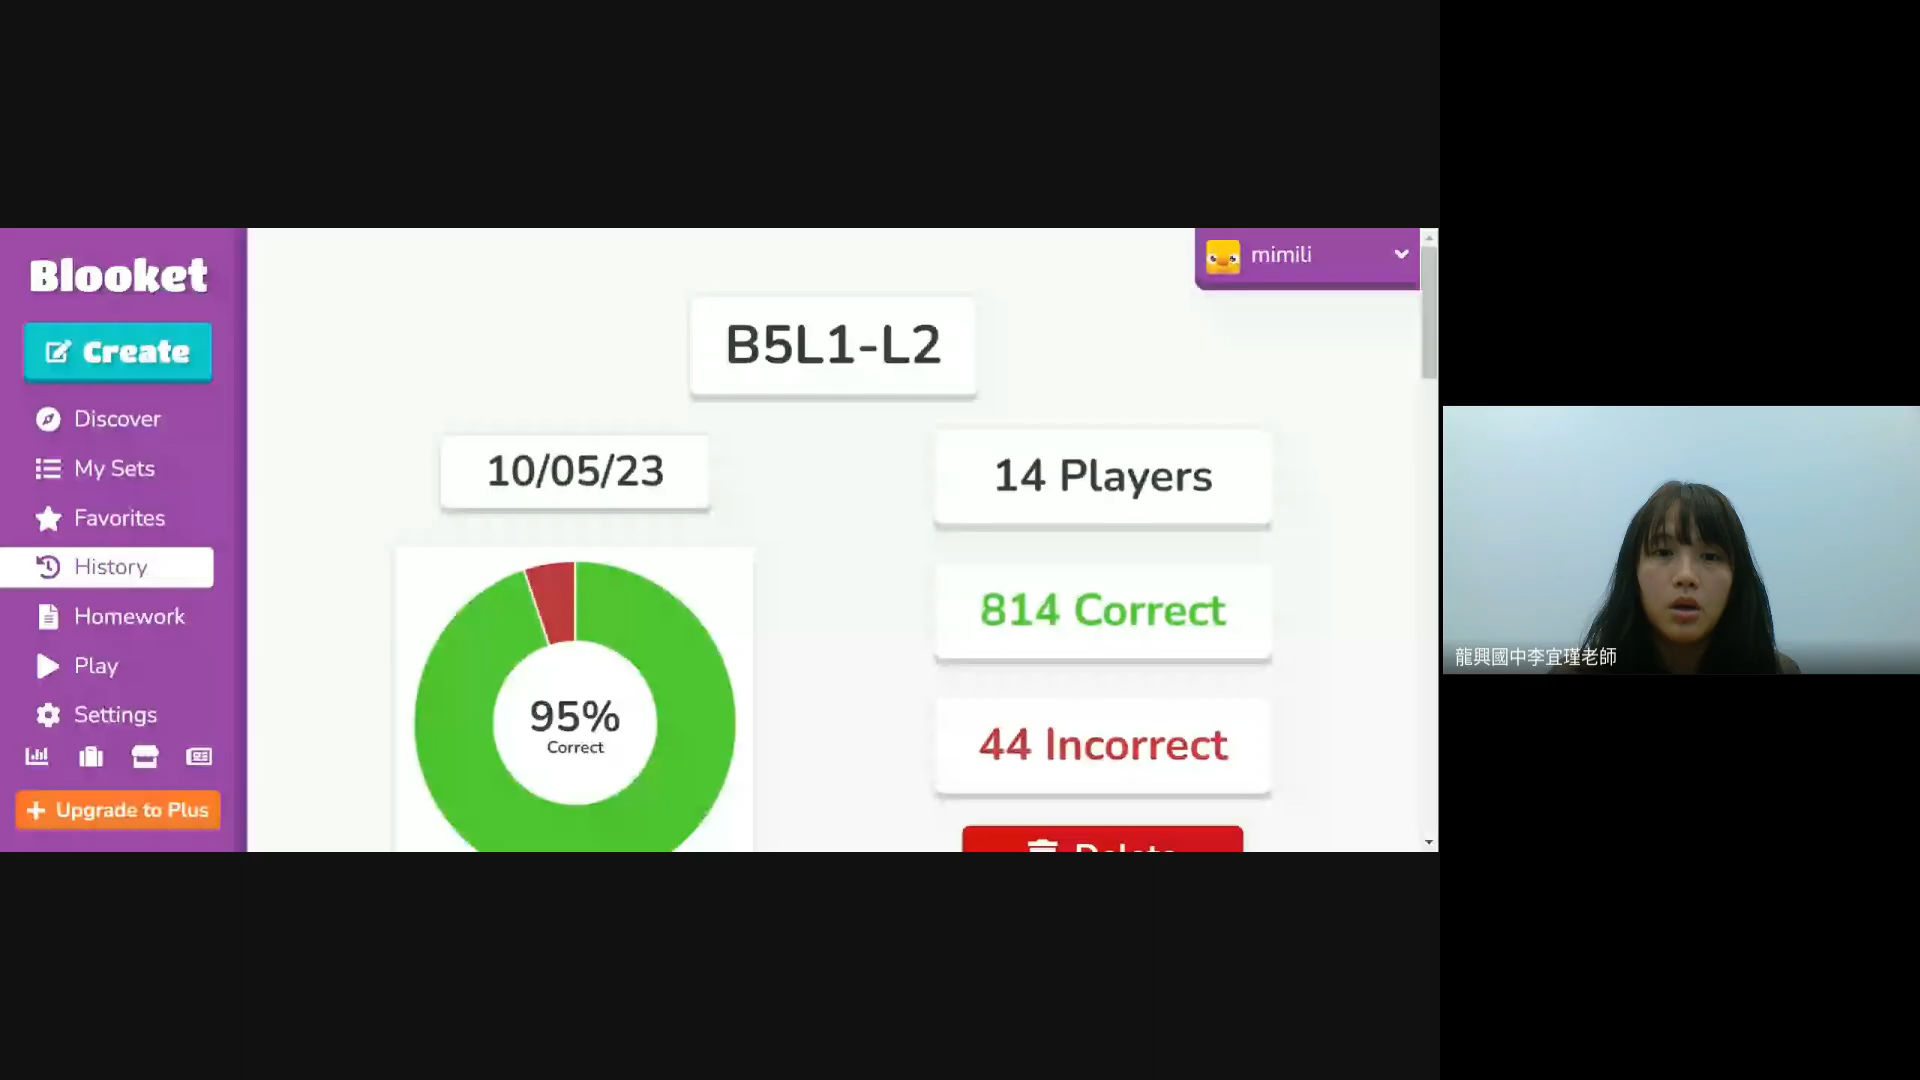 Blooket
Create
Discover
My Sets
Favorites
History
Homework
Play
Settings
Upgrade to Plus
mimili
B5L1-L2
10/05/23
95%
Correct
14 Players
814 Correct
44 Incorrect
Delete
龍興國中李宜瑾老師